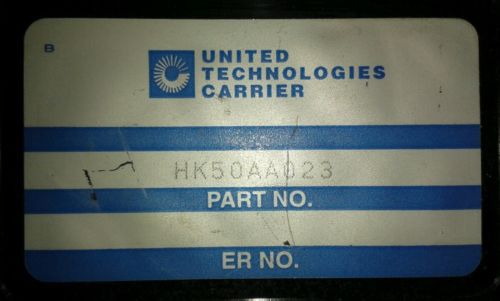 B
UNITED
TECHNOLOGIES
CARRIER
HK50AA023
PART NO.
ER NO.